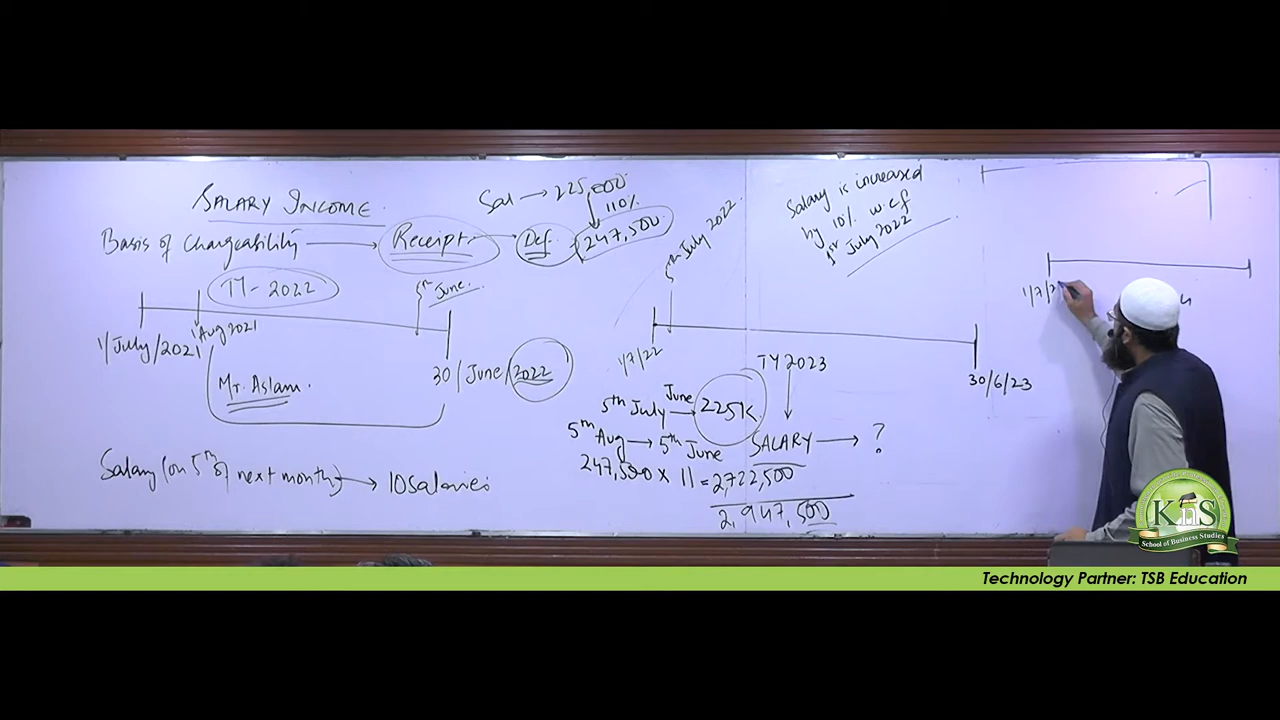 SALARY INCOME
Basis of Chargeability → Receipt → Def.
Sal → 225,000
110%
247,500
TY-2022
5th June.
1/July/2021
1 Aug 2021
30/June/2022
Mr. Aslam.
Salary (on 5th of next month) → 10 salaries
5th July 2022
Salary is increased
by 10% w.e.f
1st July 2022
1/7/22
30/6/23
TY 2023
5th July → June 225K
5th Aug → 5th June
SALARY → ?
247,500 × 11 = 2,722,500
2,947,500
1/7/2
KnS
School of Business Studies
Technology Partner: TSB Education